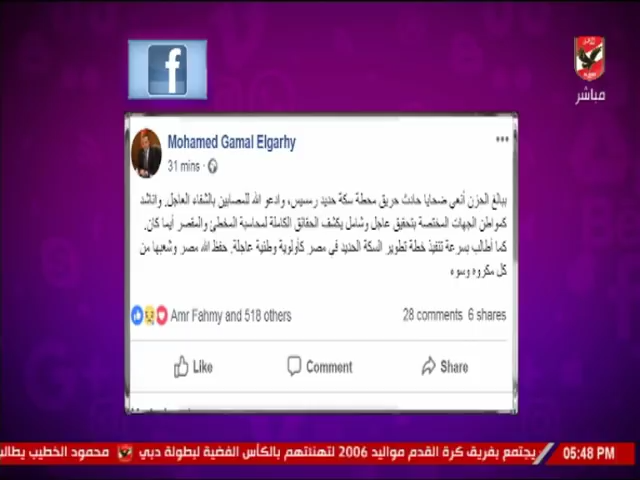 f
مباشر
Mohamed Gamal Elgarhy
31 mins
ببالغ الحزن أنعي ضحايا حادث حريق محطة سكة حديد رمسيس، وادعو الله للمصابين بالشفاء العاجل. واناشد
كمواطن الجهات المختصة بتحقيق عاجل وشامل يكشف الحقائق الكاملة لمحاسبة المخطئ والمقصر أيما كان.
كما أطالب بسرعة تنفيذ خطة تطوير السكة الحديد في مصر كأولوية وطنية عاجلة. حفظ الله مصر وشعبها من
كل مكروه وسوء
Amr Fahmy and 518 others
28 comments 6 shares
Like Comment Share
يجتمع بفريق كرة القدم مواليد 2006 لتهنئتهم بالكأس الفضية لبطولة دبي محمود الخطيب يطالب
05:48 PM